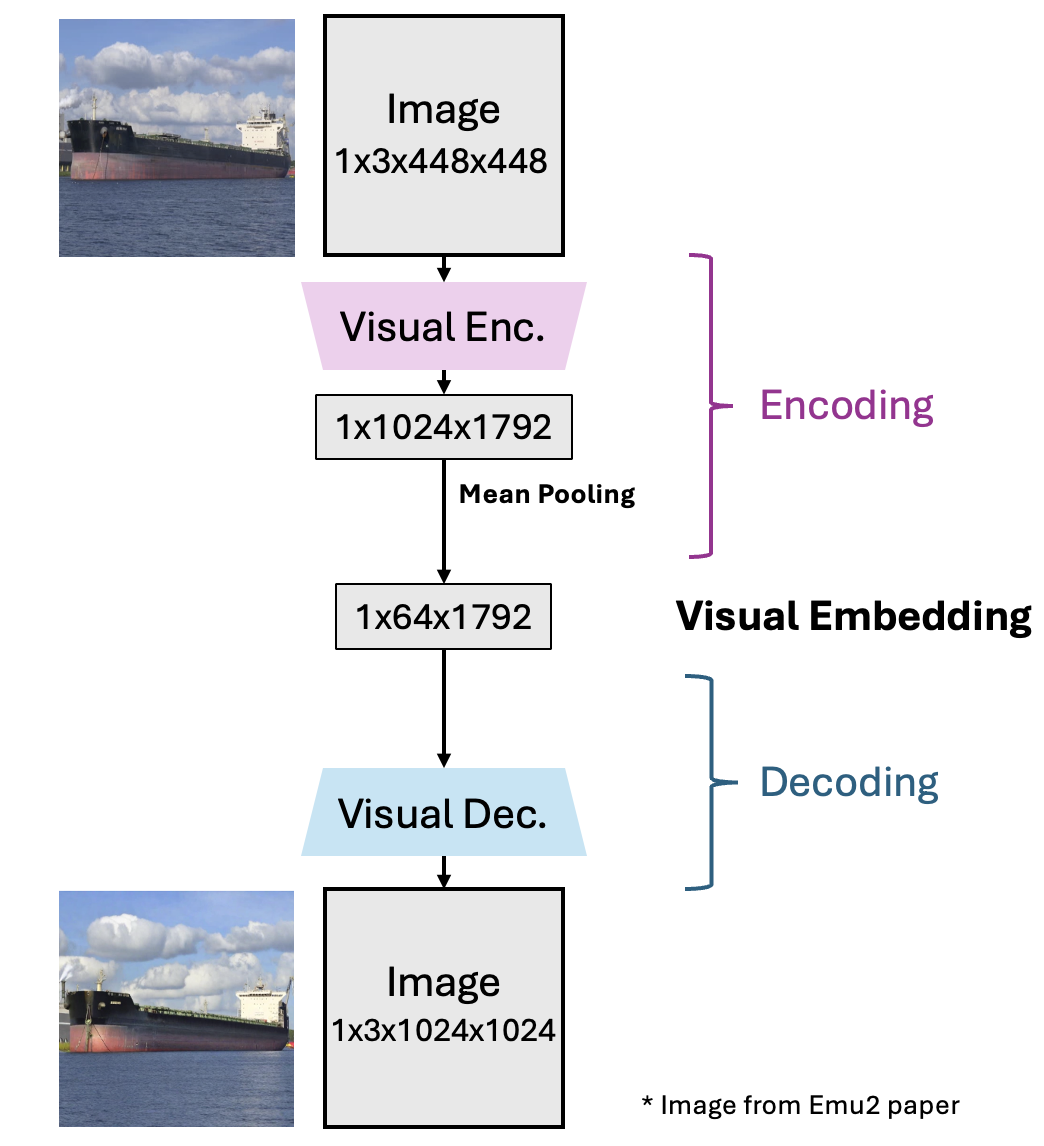 Image
1x3x448x448
Visual Enc.
1x1024x1792
Encoding
Mean Pooling
1x64x1792
Visual Embedding
Visual Dec.
Decoding
Image
1x3x1024x1024
* Image from Emu2 paper